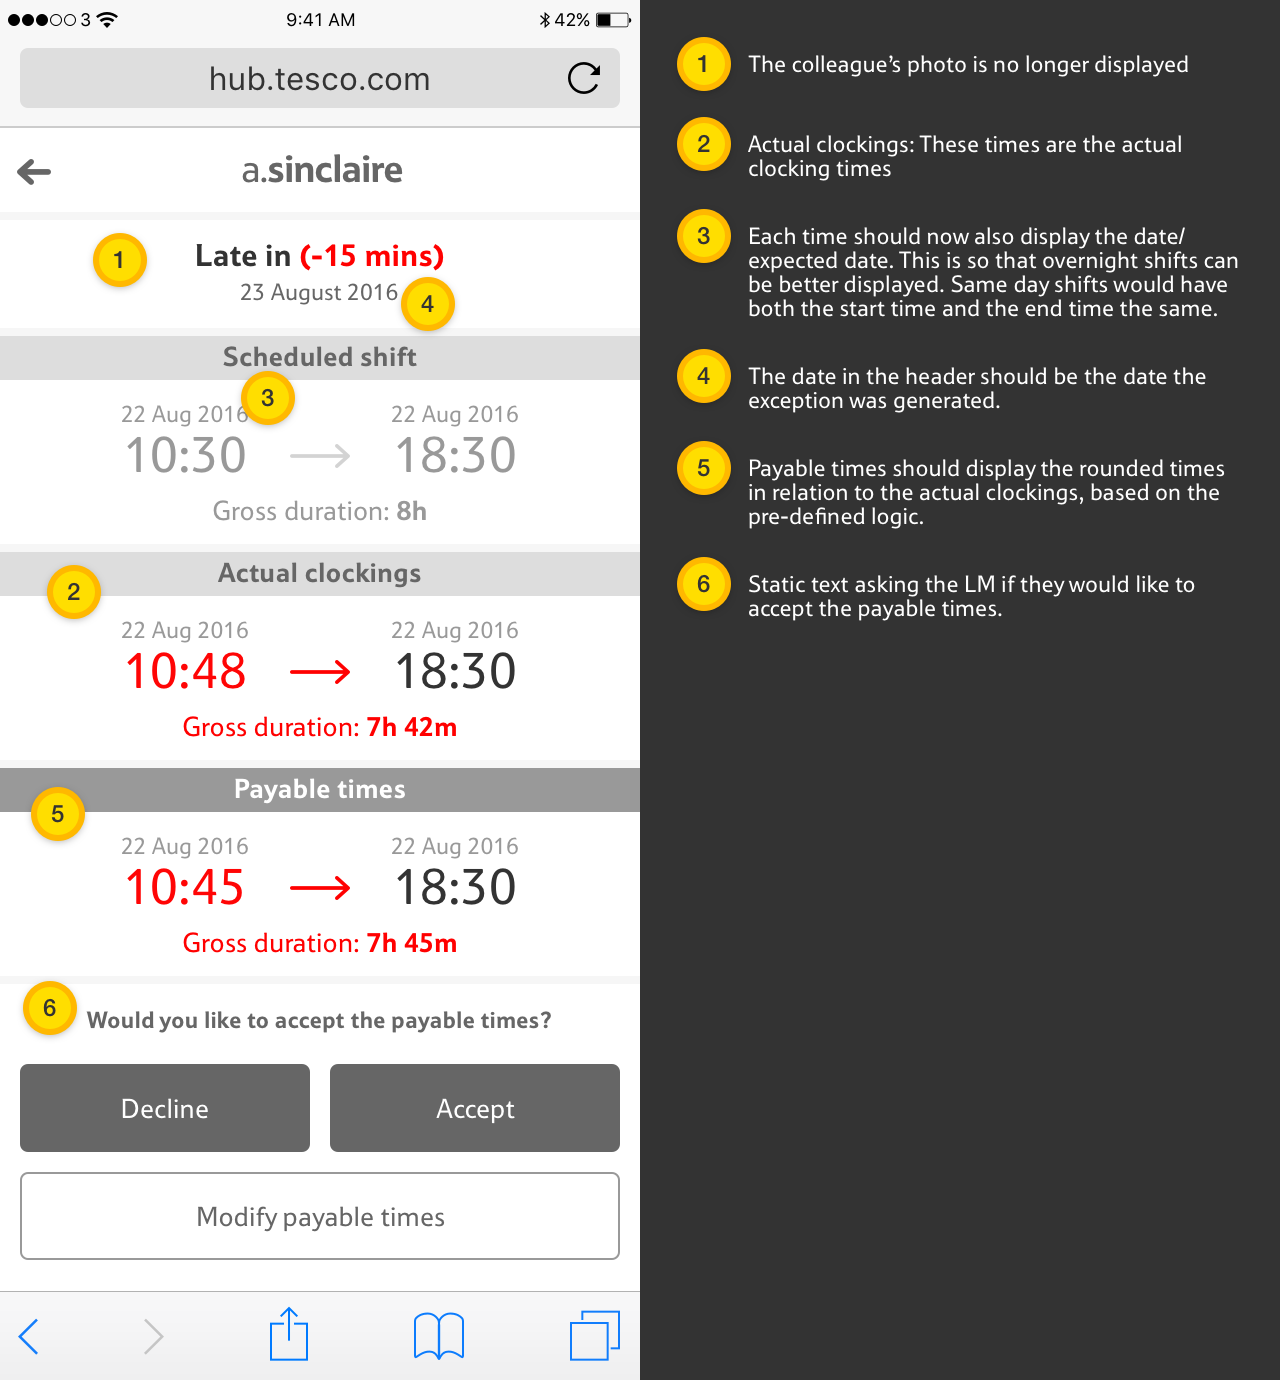 3
9:41 AM
42%
hub.tesco.com
a.sinclaire
1
Late in (-15 mins)
23 August 2016
4
Scheduled shift
3
22 Aug 2016
22 Aug 2016
10:30
18:30
Gross duration: 8h
2
Actual clockings
22 Aug 2016
22 Aug 2016
10:48
18:30
Gross duration: 7h 42m
5
Payable times
22 Aug 2016
22 Aug 2016
10:45
18:30
Gross duration: 7h 45m
6
Would you like to accept the payable times?
Decline
Accept
Modify payable times
1
The colleague’s photo is no longer displayed
2
Actual clockings: These times are the actual
clocking times
3
Each time should now also display the date/
expected date. This is so that overnight shifts can
be better displayed. Same day shifts would have
both the start time and the end time the same.
4
The date in the header should be the date the
exception was generated.
5
Payable times should display the rounded times
in relation to the actual clockings, based on the
pre-defined logic.
6
Static text asking the LM if they would like to
accept the payable times.